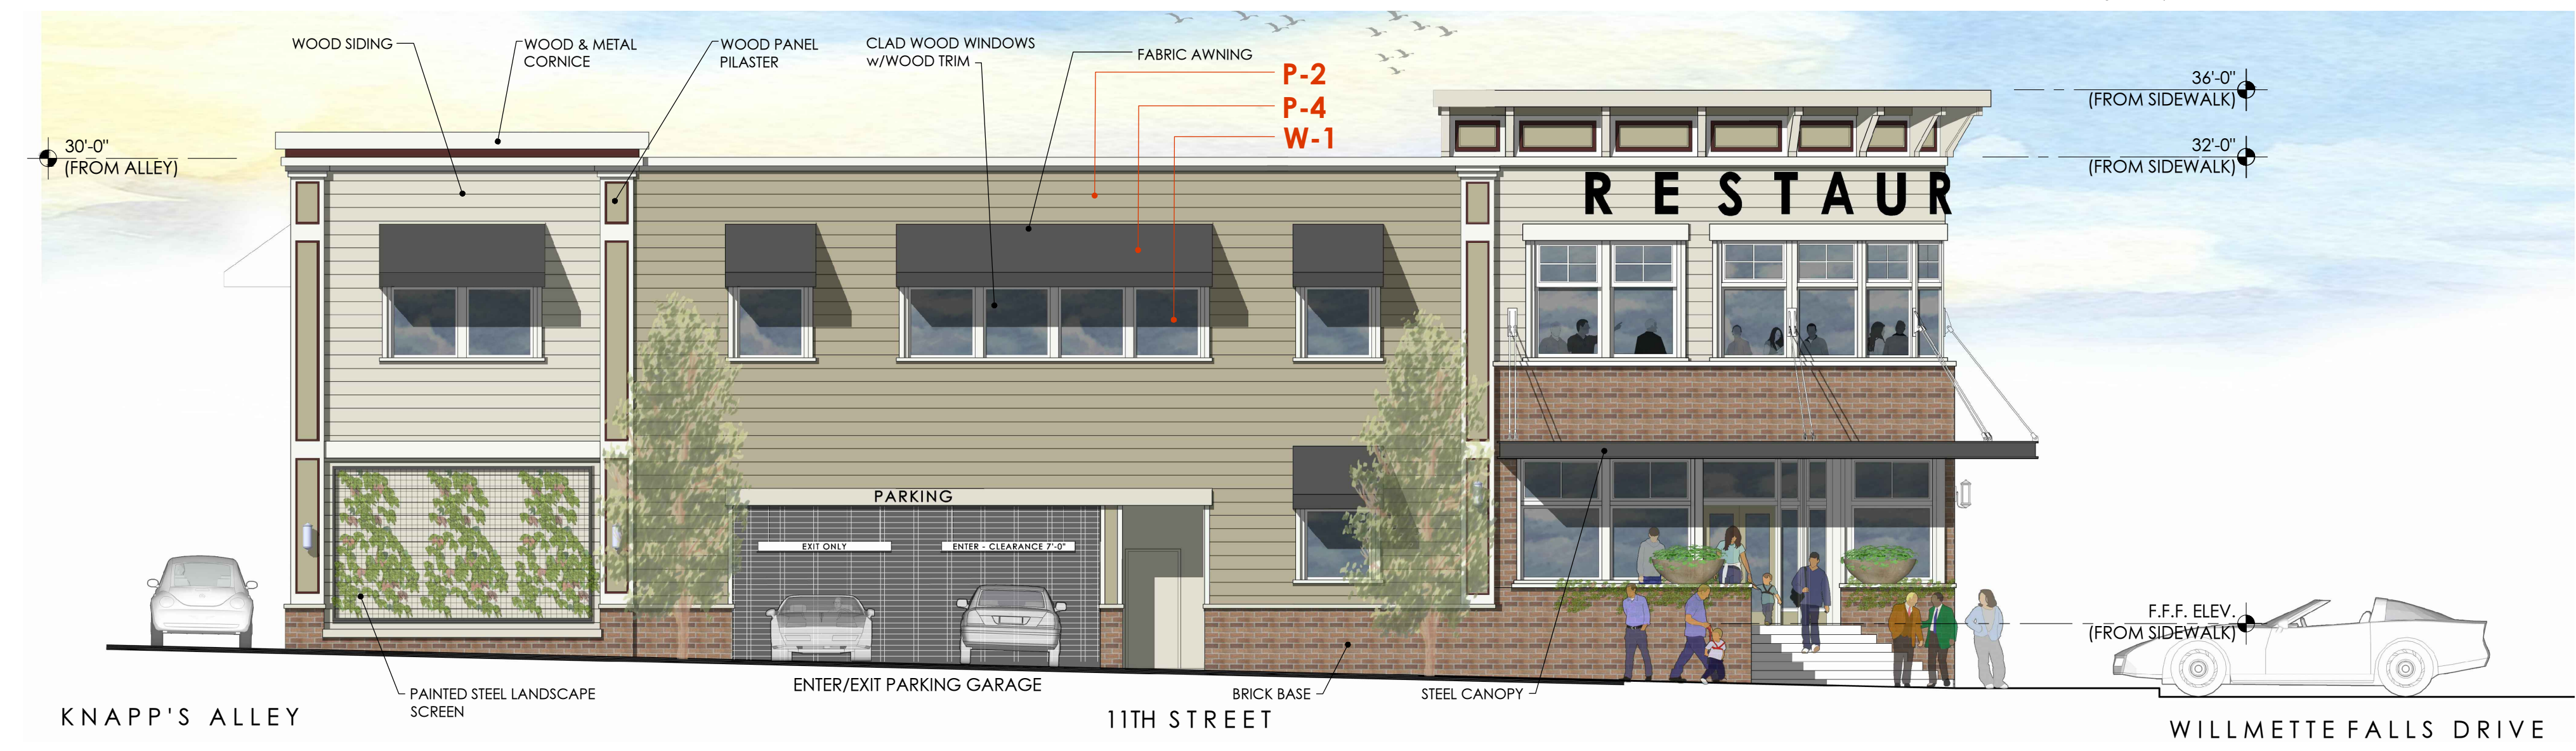 WOOD SIDING
WOOD & METAL
CORNICE
WOOD PANEL
PILASTER
CLAD WOOD WINDOWS
w/WOOD TRIM
FABRIC AWNING
P-2
P-4
W-1
36'-0"
(FROM SIDEWALK)
32'-0"
(FROM SIDEWALK)
30'-0"
(FROM ALLEY)
RESTAUR
PARKING
EXIT ONLY
ENTER - CLEARANCE 7'-0"
F.F.F. ELEV.
(FROM SIDEWALK)
PAINTED STEEL LANDSCAPE
SCREEN
ENTER/EXIT PARKING GARAGE
BRICK BASE
STEEL CANOPY
KNAPP'S ALLEY
11TH STREET
WILLMETTE FALLS DRIVE